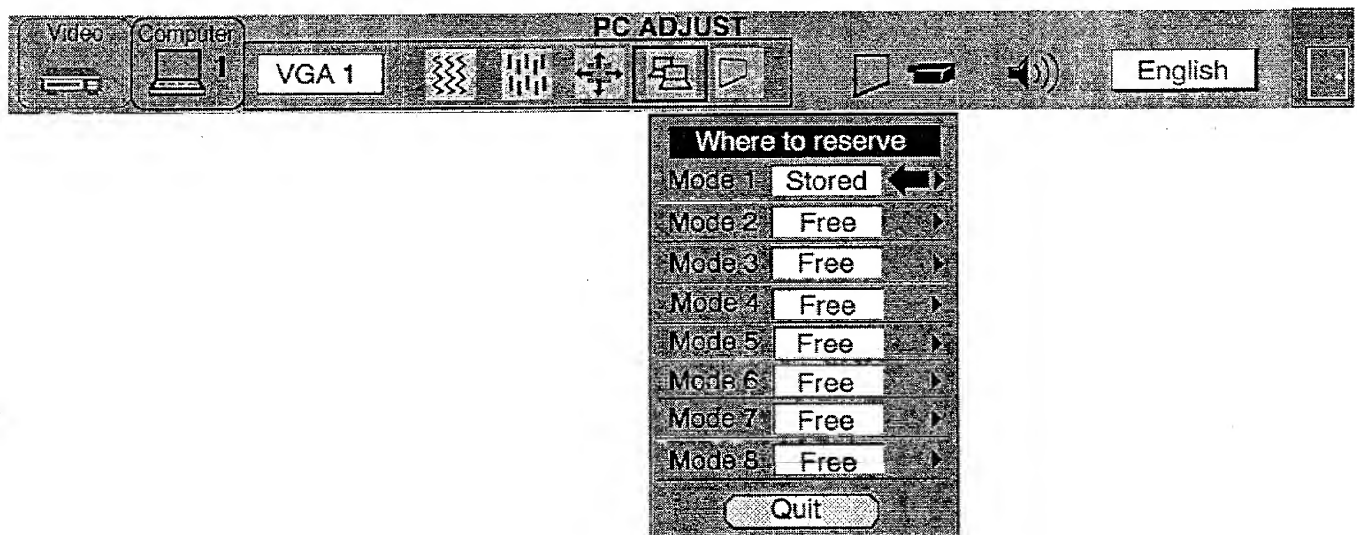 PC ADJUST
Video
Computer
1
VGA 1
English
Where to reserve
Mode 1 Stored
Mode 2 Free
Mode 3 Free
Mode 4 Free
Mode 5 Free
Mode 6 Free
Mode 7 Free
Mode 8 Free
Quit